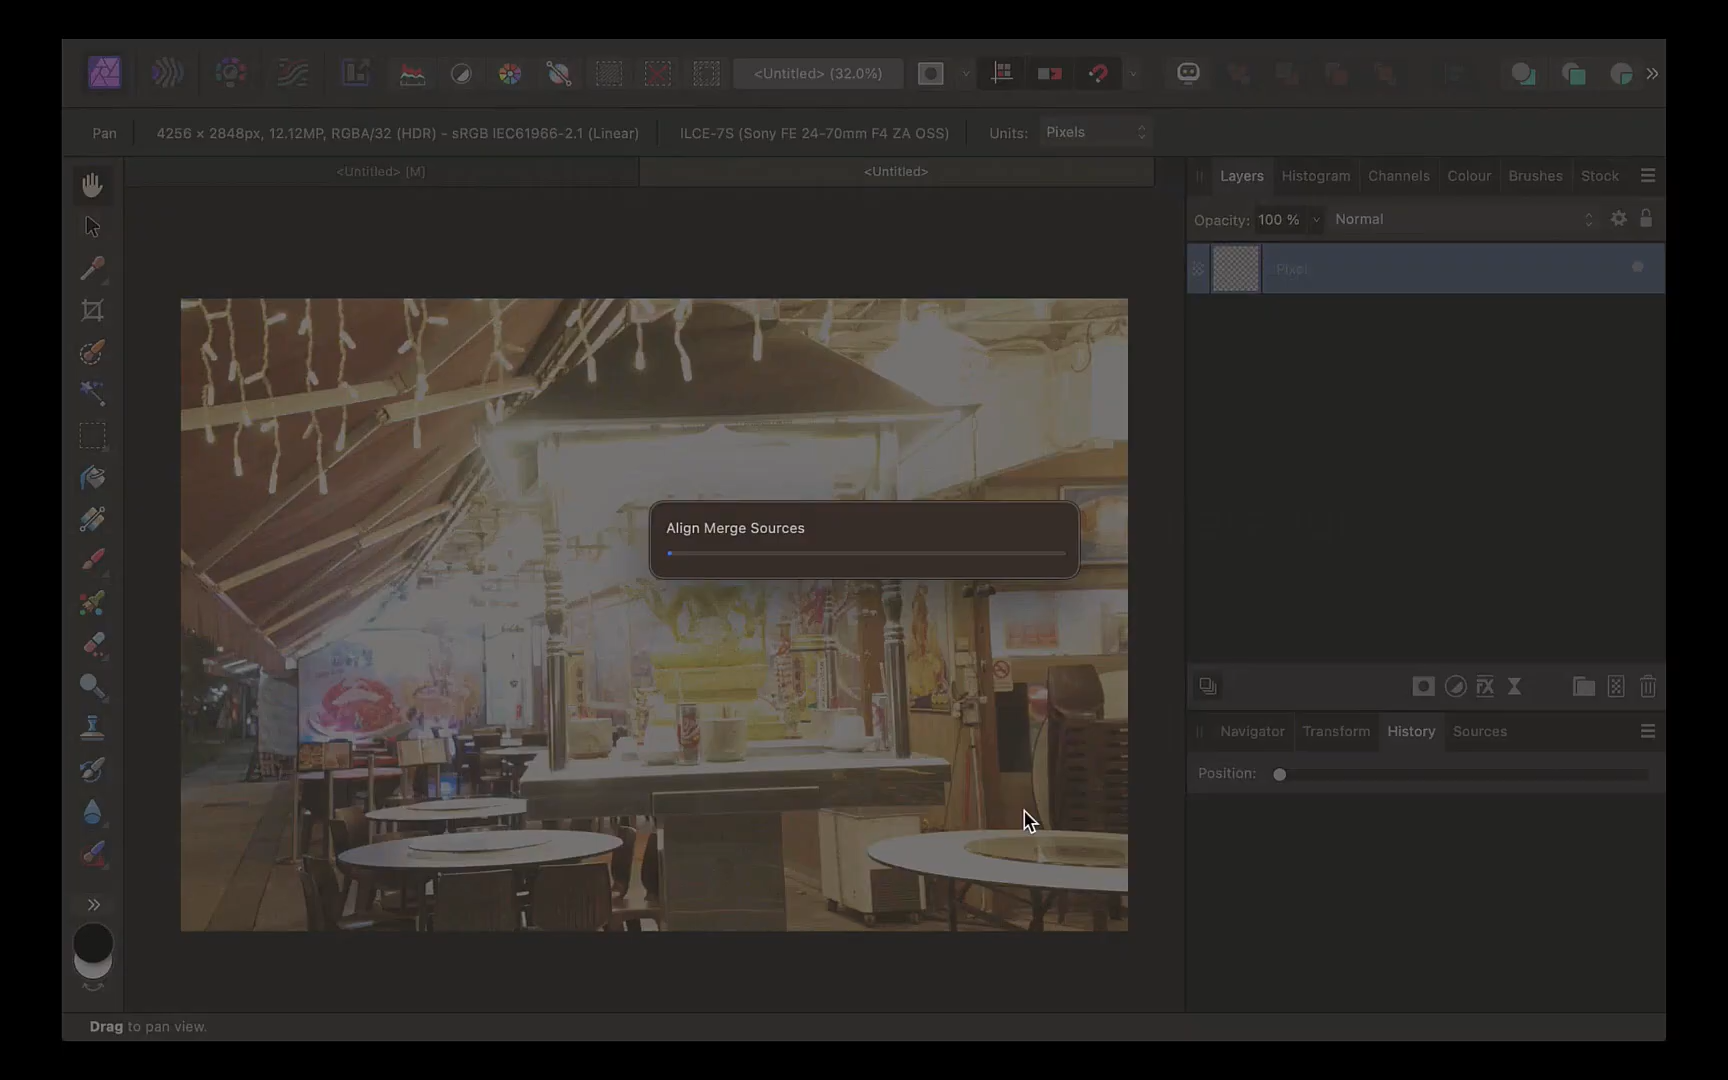 <Untitled> (32.0%)
Pan
4256 × 2848px, 12.12MP, RGBA/32 (HDR) - sRGB IEC61966-2.1 (Linear)
ILCE-7S (Sony FE 24-70mm F4 ZA OSS)
Units:
Pixels
<Untitled> [M]
<Untitled>
Layers
Histogram
Channels
Colour
Brushes
Stock
Opacity:
100 %
Normal
Pixel
Align Merge Sources
Navigator
Transform
History
Sources
Position:
Drag to pan view.